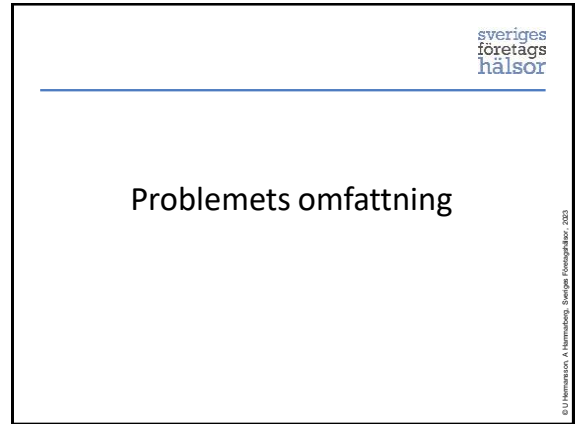 sveriges
företags
hälsor
Problemets omfattning
© U Hermansson, A Hammarberg, Sveriges Företagshälsor, 2023